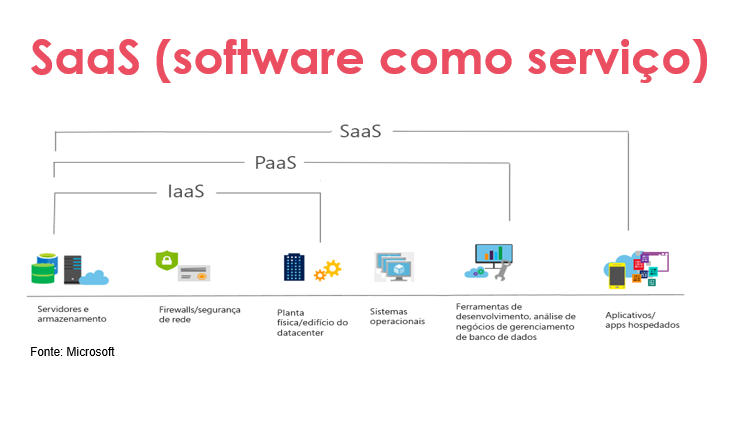 SaaS (software como serviço)
SaaS
PaaS
IaaS
Servidores e
armazenamento
Firewalls/segurança
de rede
Planta
física/edifício do
datacenter
Sistemas
operacionais
Ferramentas de
desenvolvimento, análise de
negócios de gerenciamento
de banco de dados
Aplicativos/
apps hospedados
Fonte: Microsoft